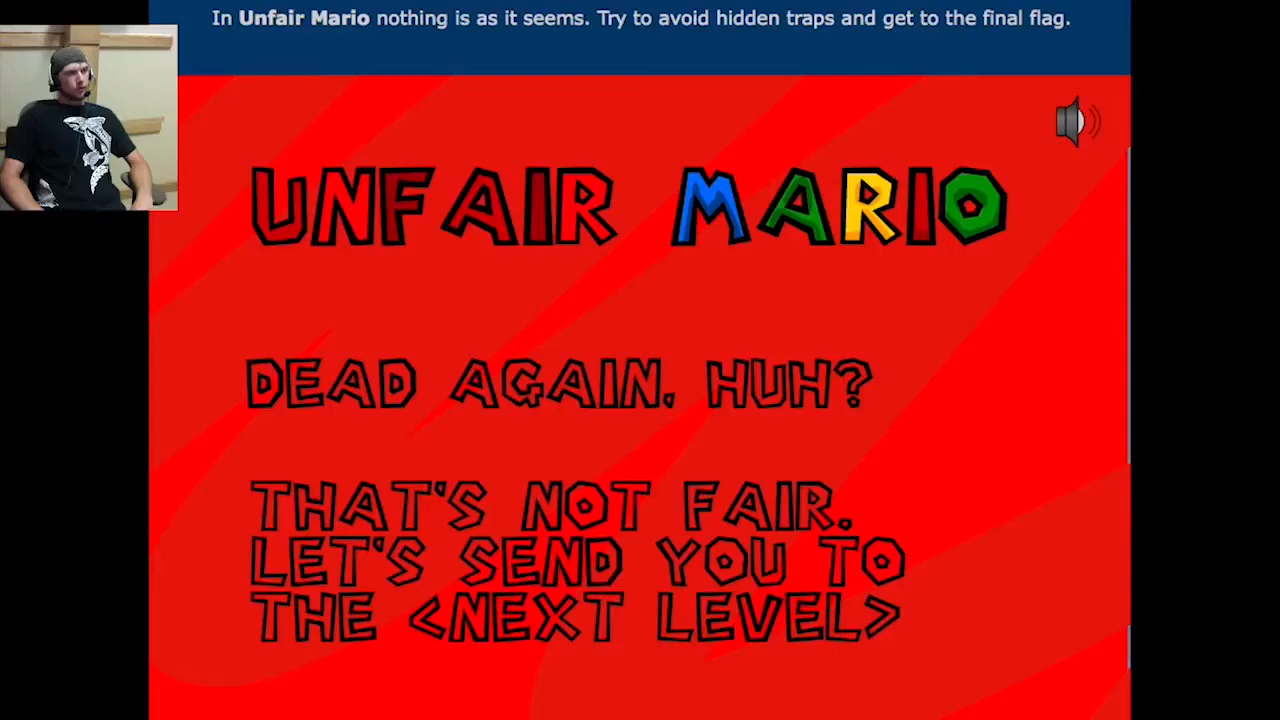 In Unfair Mario nothing is as it seems. Try to avoid hidden traps and get to the final flag.
UNFAIR MARIO
DEAD AGAIN, HUH?
THAT'S NOT FAIR.
LET'S SEND YOU TO
THE <NEXT LEVEL>